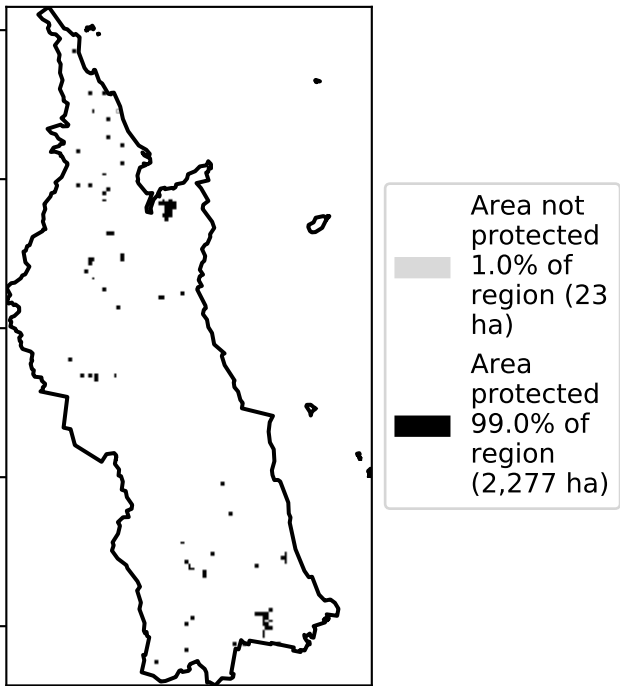 Area not
protected
1.0% of
region (23
ha)
Area
protected
99.0% of
region
(2,277 ha)